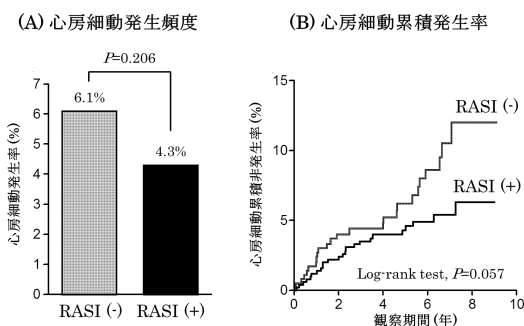 (A) 心房細動発生頻度
P=0.206
6.1%
4.3%
心房細動発生率 (%)
7
6
5
4
3
2
1
0
RASI (-)
RASI (+)
(B) 心房細動累積発生率
心房細動累積非発生率 (%)
15
10
5
0
RASI (-)
RASI (+)
Log-rank test, P=0.057
0 2 4 6 8 10
観察期間 (年)